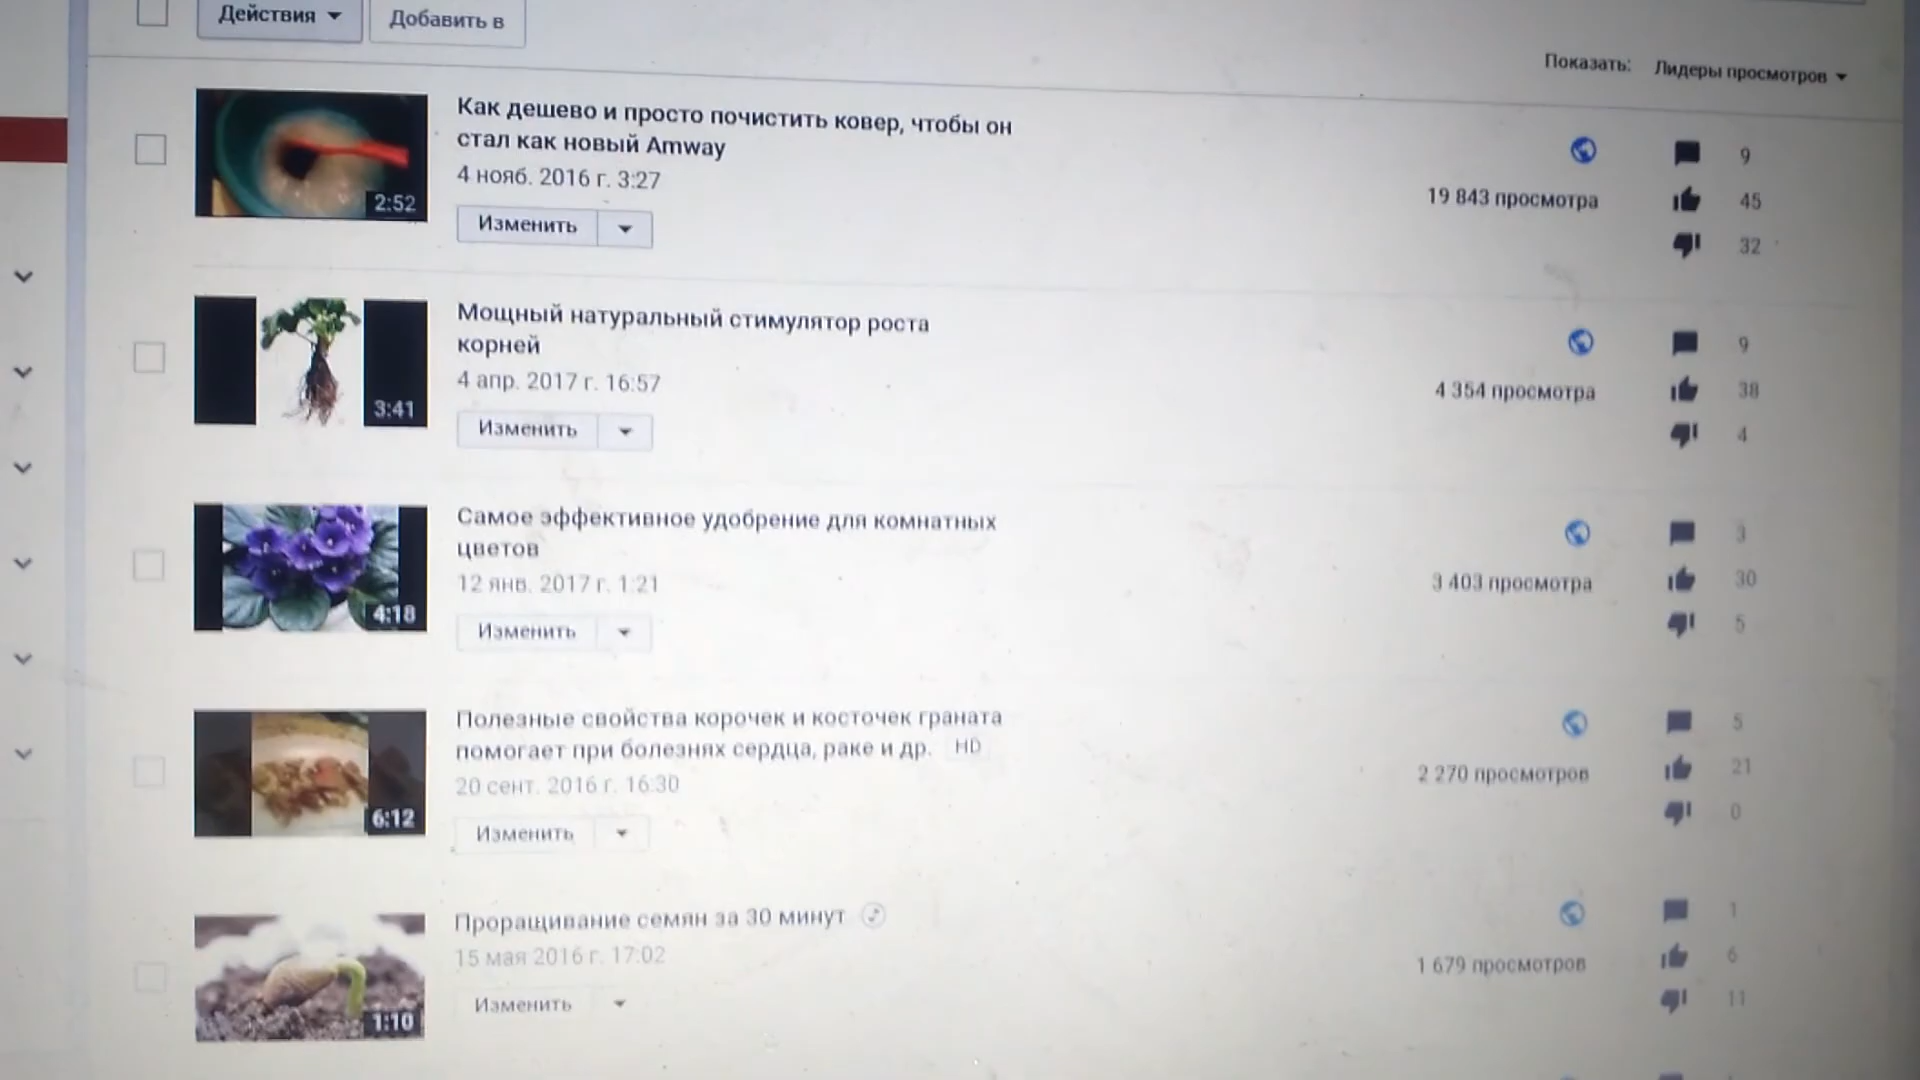 Действия
Добавить в
Показать: Лидеры просмотров
Как дешево и просто почистить ковер, чтобы он
стал как новый Amway
4 нояб. 2016 г. 3:27
Изменить
2:52
19 843 просмотра
9
45
32
Мощный натуральный стимулятор роста
корней
4 апр. 2017 г. 16:57
Изменить
3:41
4 354 просмотра
9
38
4
Самое эффективное удобрение для комнатных
цветов
12 янв. 2017 г. 1:21
Изменить
4:18
3 403 просмотра
3
30
5
Полезные свойства корочек и косточек граната
помогает при болезнях сердца, раке и др. HD
20 сент. 2016 г. 16:30
Изменить
6:12
2 270 просмотров
5
21
0
Проращивание семян за 30 минут
15 мая 2016 г. 17:02
Изменить
1:10
1 679 просмотров
1
6
11